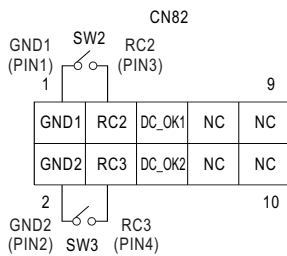 CN82
GND1 SW2 RC2
(PIN1) (PIN3)
1 9
GND1 RC2 DC_OK1 NC NC
GND2 RC3 DC_OK2 NC NC
2 10
GND2 RC3
(PIN2) SW3 (PIN4)